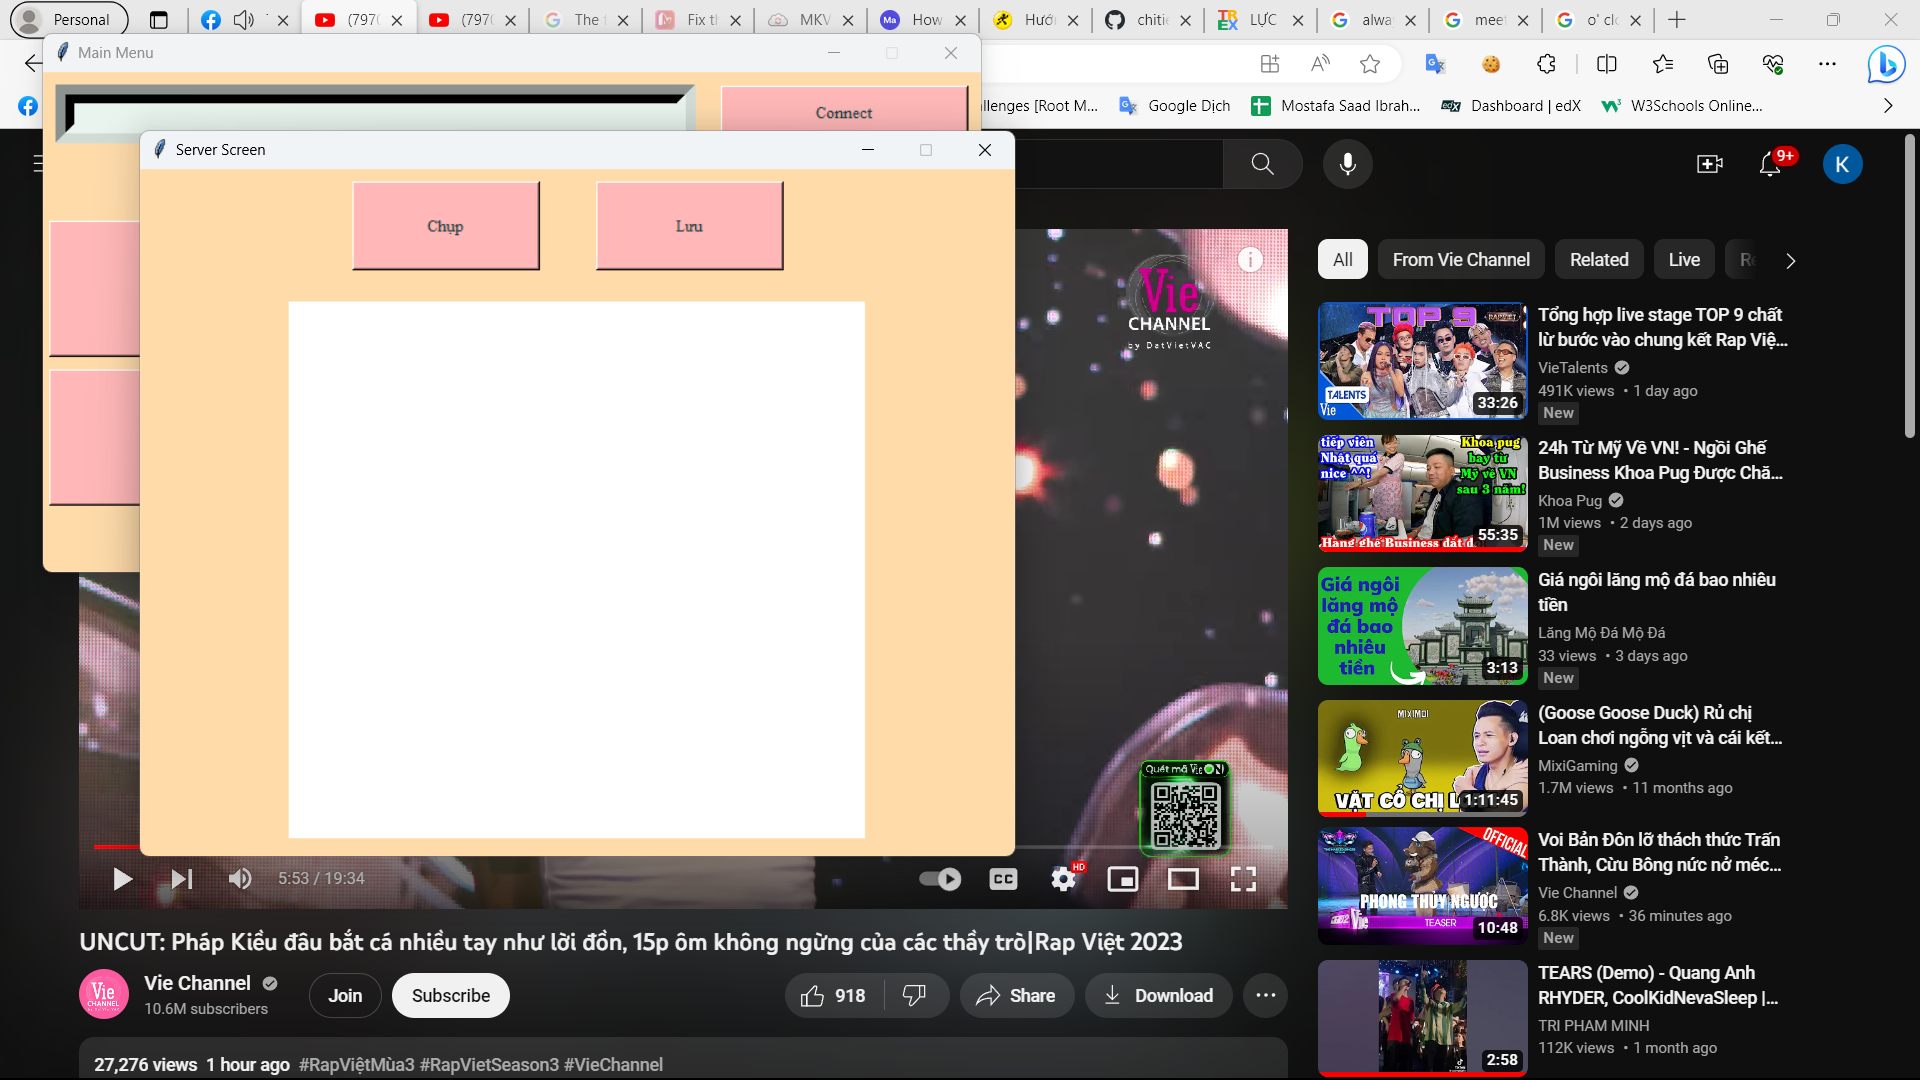 Personal
(797(
(797(
The f
Fix tl
MKV
How
Hướ
chitie
LỰC
alwa
mee
o' cl
Main Menu
Connect
llenges [Root M...
Google Dịch
Mostafa Saad Ibrah...
Dashboard | edX
W3Schools Online...
Server Screen
Chụp
Lưu
9+
K
Vie
CHANNEL
by DatVietVAC
All
From Vie Channel
Related
Live
Re
TOP 9
TALENTS
Vie
33:26
Tổng hợp live stage TOP 9 chất
lừ bước vào chung kết Rap Việ...
VieTalents
491K views • 1 day ago
New
tiếp viên
Nhật quá
nice ^^!
Khoa pug
bay từ
Mỹ về VN
sau 3 năm!
55:35
24h Từ Mỹ Về VN! - Ngồi Ghế
Business Khoa Pug Được Chă...
Khoa Pug
1M views • 2 days ago
New
Giá ngôi
lăng mộ
đá bao
nhiêu
tiền
3:13
Giá ngôi lăng mộ đá bao nhiêu
tiền
Lăng Mộ Đá Mộ Đá
33 views • 3 days ago
New
MIXIMOI
VẶT CỔ CHỊ L
1:11:45
(Goose Goose Duck) Rủ chị
Loan chơi ngỗng vịt và cái kết...
MixiGaming
1.7M views • 11 months ago
OFFICIAL
PHONG THỦY NGƯỢC
TEASER
Vie
10:48
Voi Bản Đôn lỡ thách thức Trấn
Thành, Cừu Bông nức nở méc...
Vie Channel
6.8K views • 36 minutes ago
New
2:58
TEARS (Demo) - Quang Anh
RHYDER, CoolKidNevaSleep |...
TRI PHAM MINH
112K views • 1 month ago
Quét mã VieON
5:53 / 19:34
CC
HD
UNCUT: Pháp Kiều đâu bắt cá nhiều tay như lời đồn, 15p ôm không ngừng của các thầy trò|Rap Việt 2023
Vie
CHANNEL
Vie Channel
10.6M subscribers
Join
Subscribe
918
Share
Download
27,276 views 1 hour ago #RapViệtMùa3 #RapVietSeason3 #VieChannel